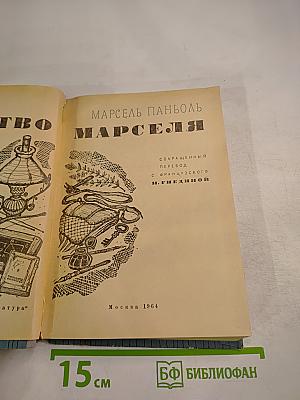 МАРСЕЛЬ ПАНЬОЛЬ
ТВО МАРСЕЛЯ
СОКРАЩЕННЫЙ
ПЕРЕВОД
С ФРАНЦУЗСКОГО
Н. ГНЕДИНОЙ
атура"
Москва 1964
15 см
БФ БИБЛИОФАН